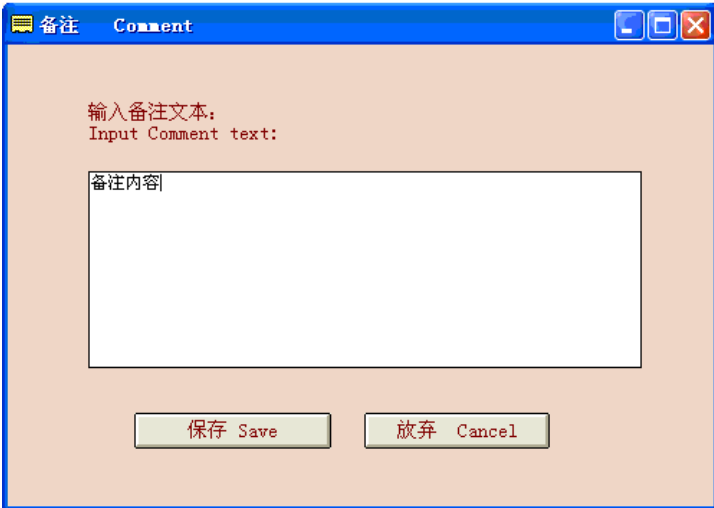 备注 Comment
输入备注文本：
Input Comment text:
备注内容
保存 Save
放弃 Cancel